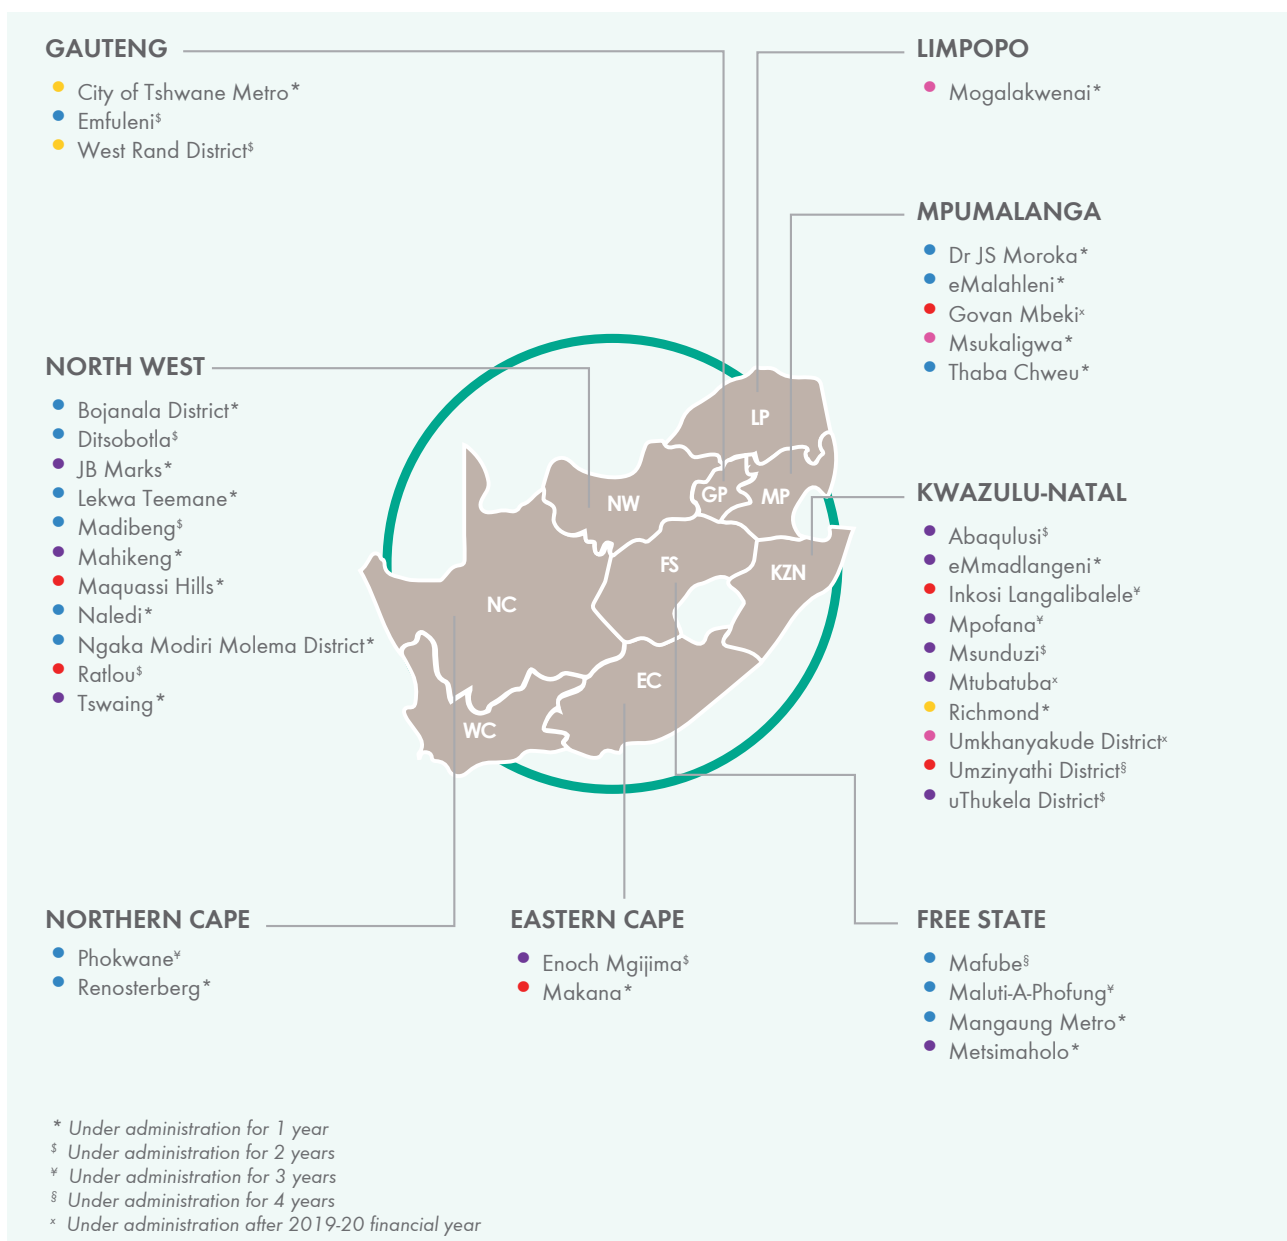 GAUTENG
City of Tshwane Metro*
Emfuleni$
West Rand District$
LIMPOPO
Mogalakwenai*
MPUMALANGA
Dr JS Moroka*
eMalahleni*
Govan Mbekiˣ
Msukaligwa*
Thaba Chweu*
NORTH WEST
Bojanala District*
Ditsobotla$
JB Marks*
Lekwa Teemane*
Madibeng$
Mahikeng*
Maquassi Hills*
Naledi*
Ngaka Modiri Molema District*
Ratlou$
Tswaing*
LP
NW
GP
MP
FS
KZN
NC
EC
WC
KWAZULU-NATAL
Abaqulusi$
eMmadlangeni*
Inkosi Langalibalele¥
Mpofana¥
Msunduzi$
Mtubatubaˣ
Richmond*
Umkhanyakude Districtˣ
Umzinyathi District§
uThukela District$
NORTHERN CAPE
Phokwane¥
Renosterberg*
EASTERN CAPE
Enoch Mgijima$
Makana*
FREE STATE
Mafube§
Maluti-A-Phofung¥
Mangaung Metro*
Metsimaholo*
* Under administration for 1 year
$ Under administration for 2 years
¥ Under administration for 3 years
§ Under administration for 4 years
ˣ Under administration after 2019-20 financial year